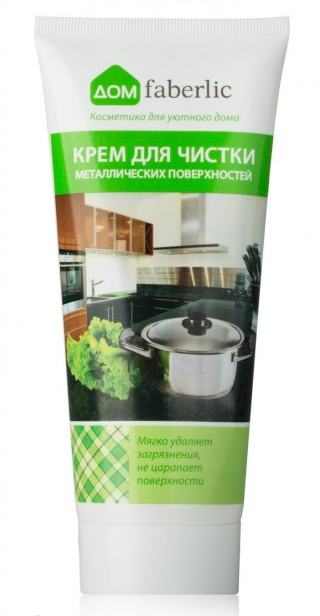 ДОМ faberlic
Косметика для уютного дома
КРЕМ ДЛЯ ЧИСТКИ
МЕТАЛЛИЧЕСКИХ ПОВЕРХНОСТЕЙ
Мягко удаляет
загрязнения,
не царапает
поверхности